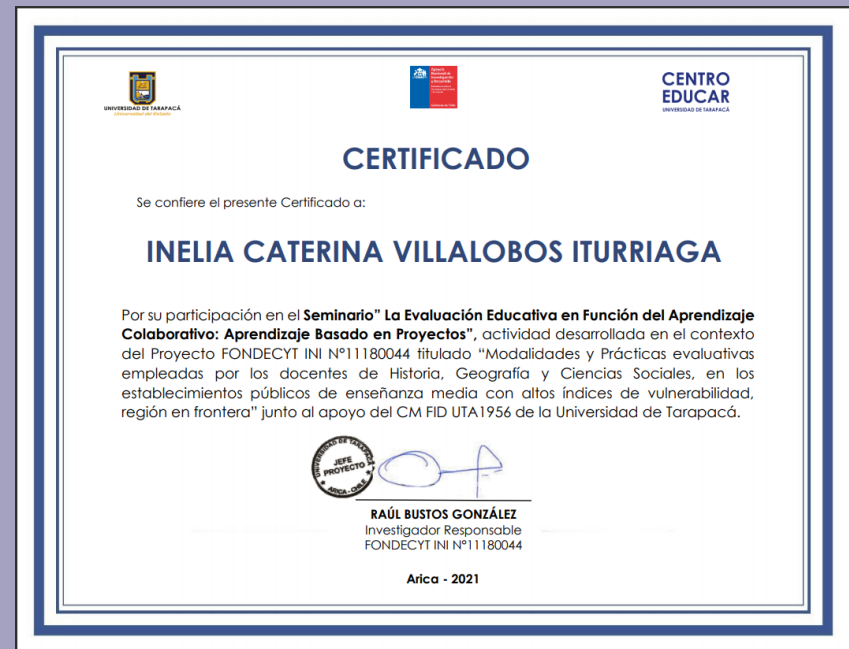 UNIVERSIDAD DE TARAPACÁ
Universidad del Estado
CENTRO
EDUCAR
UNIVERSIDAD DE TARAPACÁ
CERTIFICADO
Se confiere el presente Certificado a:
INELIA CATERINA VILLALOBOS ITURRIAGA
Por su participación en el Seminario” La Evaluación Educativa en Función del Aprendizaje
Colaborativo: Aprendizaje Basado en Proyectos”, actividad desarrollada en el contexto
del Proyecto FONDECYT INI N°11180044 titulado “Modalidades y Prácticas evaluativas
empleadas por los docentes de Historia, Geografía y Ciencias Sociales, en los
establecimientos públicos de enseñanza media con altos índices de vulnerabilidad,
región en frontera” junto al apoyo del CM FID UTA1956 de la Universidad de Tarapacá.
UNIVERSIDAD DE TARAPACÁ
JEFE
PROYECTO
ARICA - CHILE
RAÚL BUSTOS GONZÁLEZ
Investigador Responsable
FONDECYT INI N°11180044
Arica - 2021